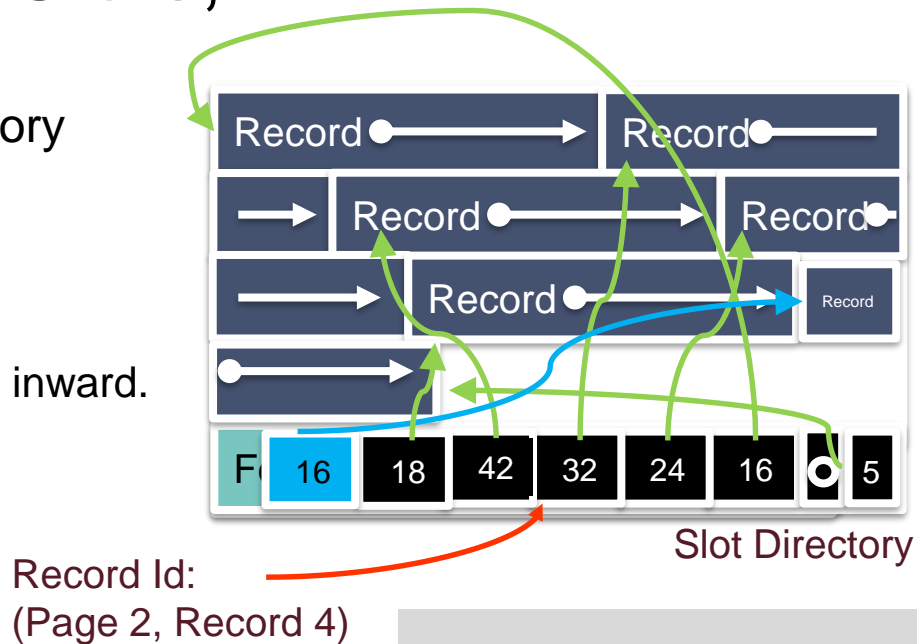 ory
Record Record
Record Record
Record Record
inward.
16 18 42 32 24 16 5
Slot Directory
Record Id:
(Page 2, Record 4)